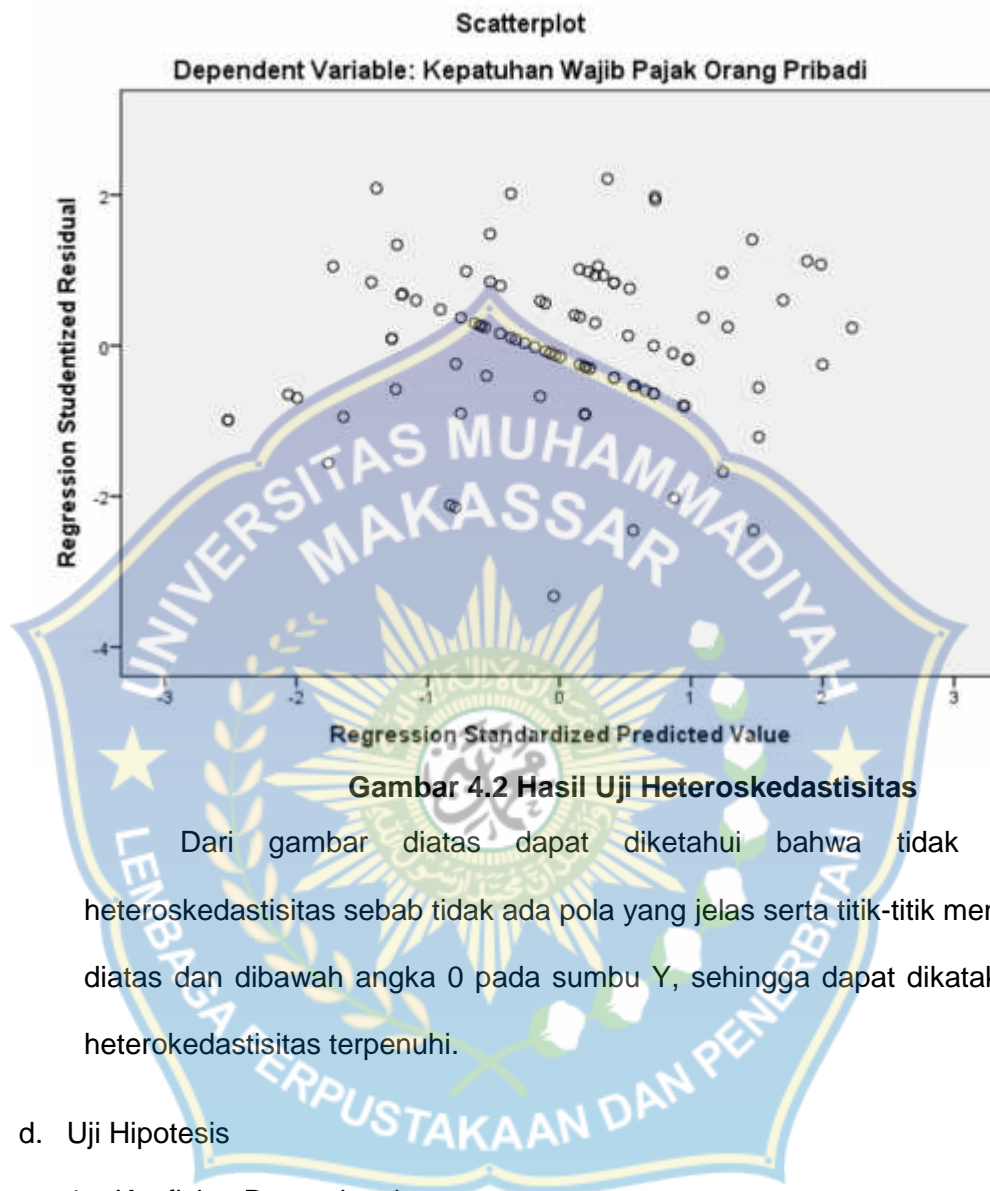 Scatterplot
Dependent Variable: Kepatuhan Wajib Pajak Orang Pribadi
Regression Studentized Residual
2
0
-2
-4
-3
-2
-1
0
1
2
3
Regression Standardized Predicted Value
Gambar 4.2 Hasil Uji Heteroskedastisitas
Dari gambar diatas dapat diketahui bahwa tidak
heteroskedastisitas sebab tidak ada pola yang jelas serta titik-titik
diatas dan dibawah angka 0 pada sumbu Y, sehingga dapat
heterokedastisitas terpenuhi.
d. Uji Hipotesis
UNIVERSITAS MUHAMMADIYAH
MAKASSAR
LEMBAGA PERPUSTAKAAN DAN PENERBITAN